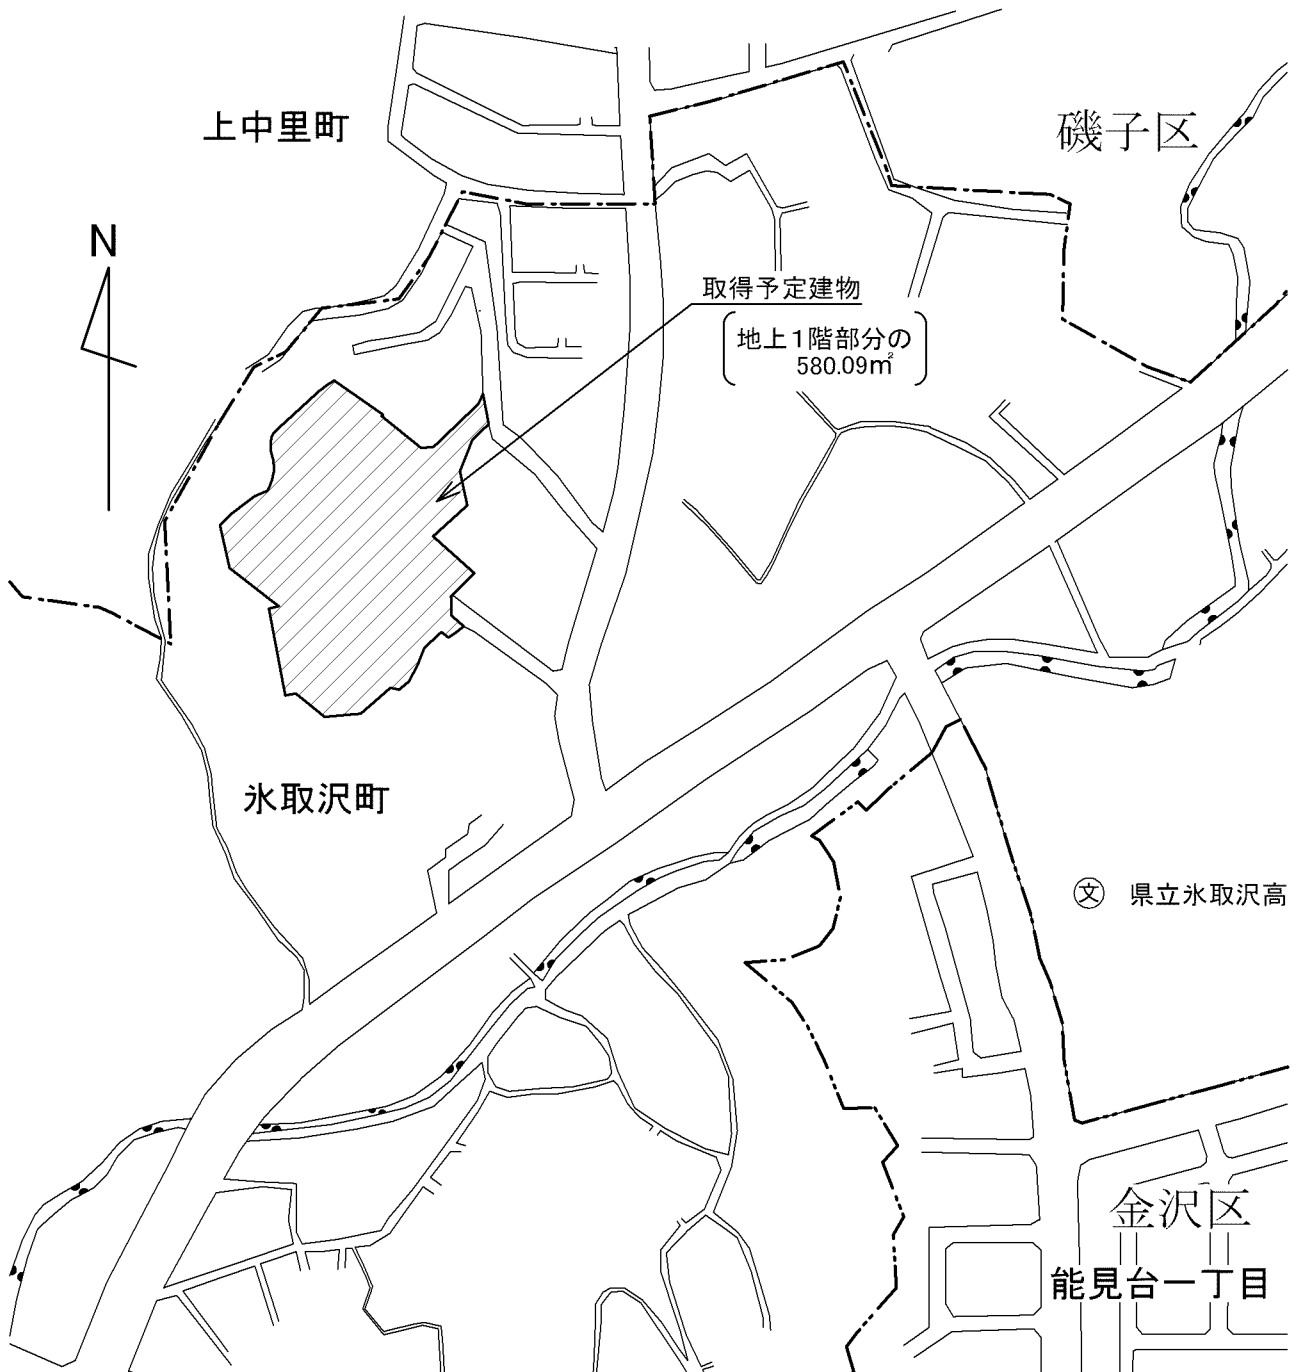 上中里町
磯子区
N
取得予定建物
地上1階部分の
580.09㎡
氷取沢町
文 県立氷取沢高
金沢区
能見台一丁目